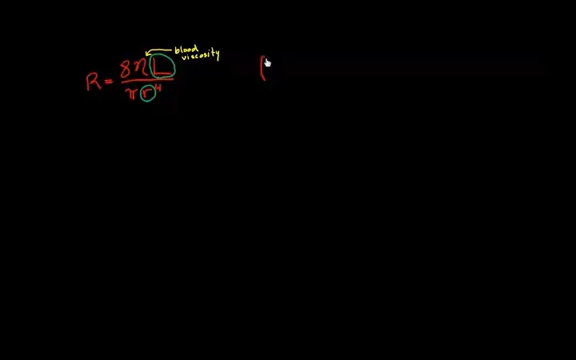 R = 8ηL / πr⁴
blood
viscosity